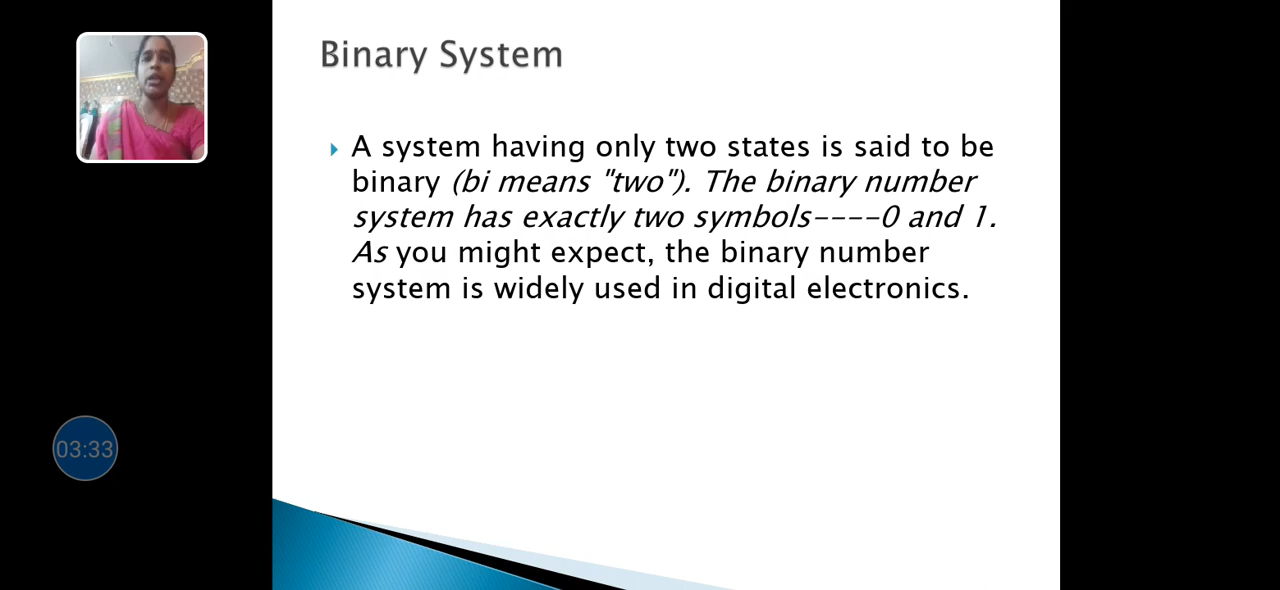 Binary System
A system having only two states is said to be
binary (bi means "two"). The binary number
system has exactly two symbols----0 and 1.
As you might expect, the binary number
system is widely used in digital electronics.
03:33